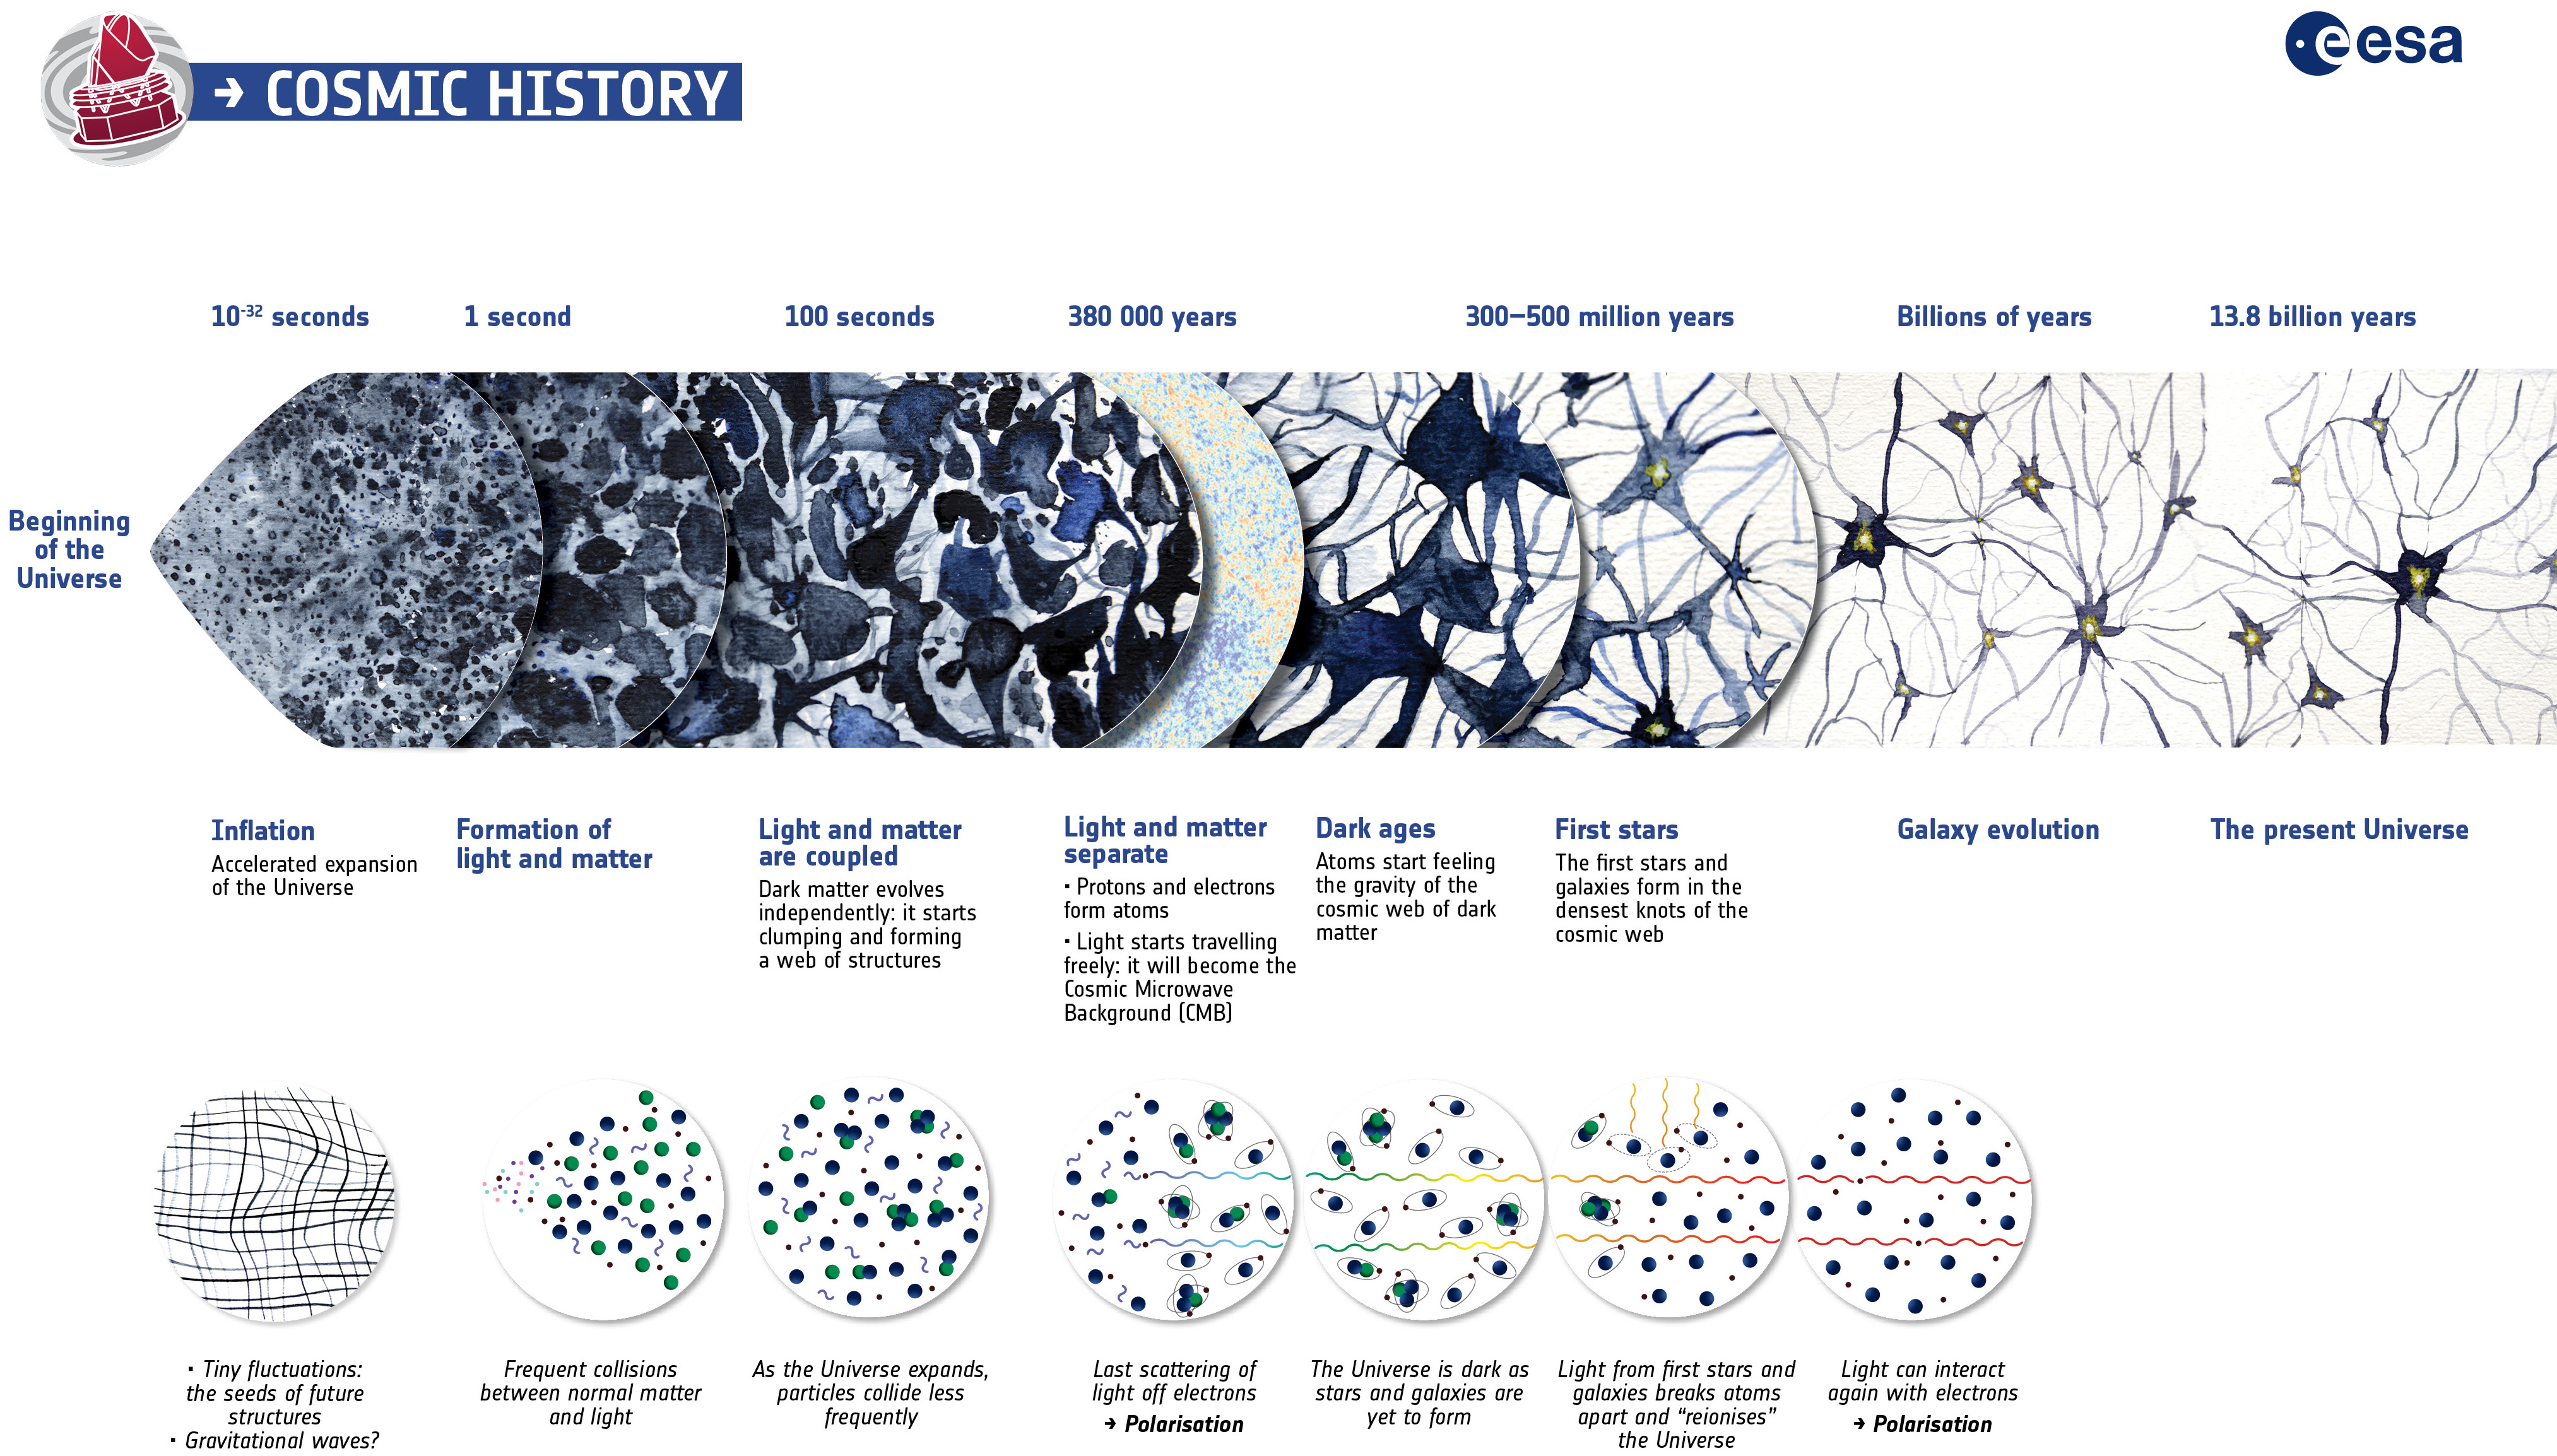 → COSMIC HISTORY
esa
10⁻³² seconds
1 second
100 seconds
380 000 years
300–500 million years
Billions of years
13.8 billion years
Beginning
of the
Universe
Inflation
Accelerated expansion
of the Universe
Formation of
light and matter
Light and matter
are coupled
Dark matter evolves
independently: it starts
clumping and forming
a web of structures
Light and matter
separate
· Protons and electrons
form atoms
· Light starts travelling
freely: it will become the
Cosmic Microwave
Background (CMB)
Dark ages
Atoms start feeling
the gravity of the
cosmic web of dark
matter
First stars
The first stars and
galaxies form in the
densest knots of the
cosmic web
Galaxy evolution
The present Universe
· Tiny fluctuations:
the seeds of future
structures
· Gravitational waves?
Frequent collisions
between normal matter
and light
As the Universe expands,
particles collide less
frequently
Last scattering of
light off electrons
→ Polarisation
The Universe is dark as
stars and galaxies are
yet to form
Light from first stars and
galaxies breaks atoms
apart and “reionises”
the Universe
Light can interact
again with electrons
→ Polarisation